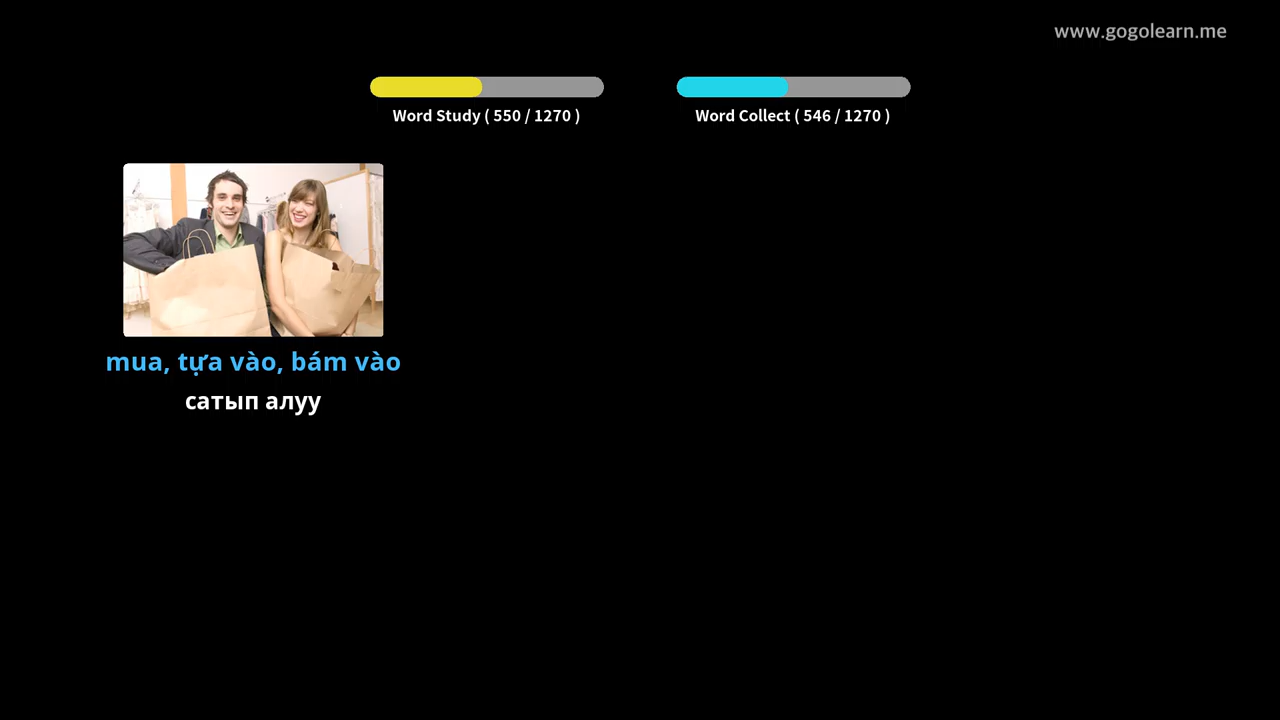 www.gogolearn.me
Word Study ( 550 / 1270 )
Word Collect ( 546 / 1270 )
mua, tựa vào, bám vào
сатып алуу